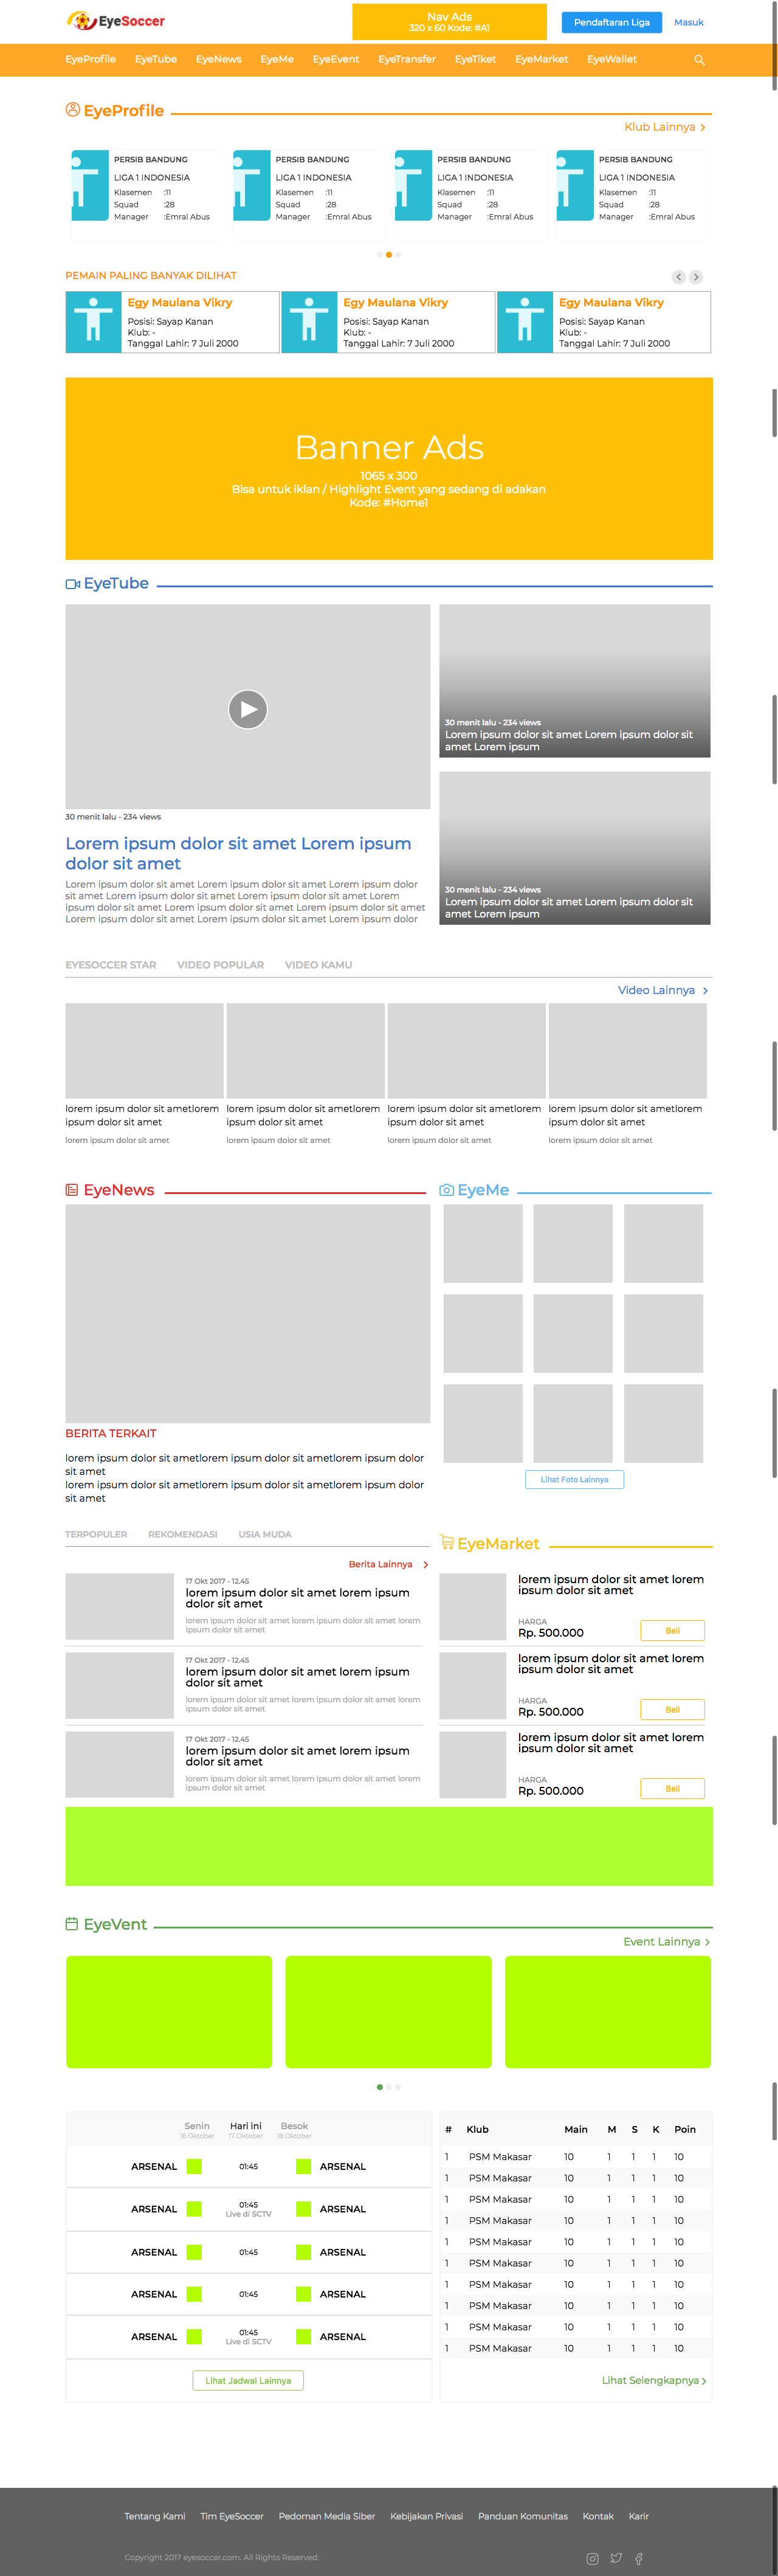 EyeSoccer
Nav Ads
320 x 60 Kode: #A1
Pendaftaran Liga
Masuk
EyeProfile EyeTube EyeNews EyeMe EyeEvent EyeTransfer EyeTiket EyeMarket EyeWallet
EyeProfile
Klub Lainnya
PERSIB BANDUNG
LIGA 1 INDONESIA
Klasemen :11
Squad :28
Manager :Emral Abus
PERSIB BANDUNG
LIGA 1 INDONESIA
Klasemen :11
Squad :28
Manager :Emral Abus
PERSIB BANDUNG
LIGA 1 INDONESIA
Klasemen :11
Squad :28
Manager :Emral Abus
PERSIB BANDUNG
LIGA 1 INDONESIA
Klasemen :11
Squad :28
Manager :Emral Abus
PEMAIN PALING BANYAK DILIHAT
Egy Maulana Vikry
Posisi: Sayap Kanan
Klub: -
Tanggal Lahir: 7 Juli 2000
Egy Maulana Vikry
Posisi: Sayap Kanan
Klub: -
Tanggal Lahir: 7 Juli 2000
Egy Maulana Vikry
Posisi: Sayap Kanan
Klub: -
Tanggal Lahir: 7 Juli 2000
Banner Ads
1065 x 300
Bisa untuk iklan / Highlight Event yang sedang di adakan
Kode: #Home1
EyeTube
30 menit lalu - 234 views
Lorem ipsum dolor sit amet Lorem ipsum
dolor sit amet
Lorem ipsum dolor sit amet Lorem ipsum dolor sit amet Lorem ipsum dolor
sit amet Lorem ipsum dolor sit amet Lorem ipsum dolor sit amet Lorem
ipsum dolor sit amet Lorem ipsum dolor sit amet Lorem ipsum dolor sit amet
Lorem ipsum dolor sit amet Lorem ipsum dolor sit amet Lorem ipsum dolor
30 menit lalu - 234 views
Lorem ipsum dolor sit amet Lorem ipsum dolor sit
amet Lorem ipsum
30 menit lalu - 234 views
Lorem ipsum dolor sit amet Lorem ipsum dolor sit
amet Lorem ipsum
EYESOCCER STAR VIDEO POPULAR VIDEO KAMU
Video Lainnya
lorem ipsum dolor sit ametlorem
ipsum dolor sit amet
lorem ipsum dolor sit amet
lorem ipsum dolor sit ametlorem
ipsum dolor sit amet
lorem ipsum dolor sit amet
lorem ipsum dolor sit ametlorem
ipsum dolor sit amet
lorem ipsum dolor sit amet
lorem ipsum dolor sit ametlorem
ipsum dolor sit amet
lorem ipsum dolor sit amet
EyeNews
BERITA TERKAIT
lorem ipsum dolor sit ametlorem ipsum dolor sit ametlorem ipsum dolor
sit amet
lorem ipsum dolor sit ametlorem ipsum dolor sit ametlorem ipsum dolor
sit amet
EyeMe
Lihat Foto Lainnya
TERPOPULER REKOMENDASI USIA MUDA
Berita Lainnya
17 Okt 2017 - 12.45
lorem ipsum dolor sit amet lorem ipsum
dolor sit amet
lorem ipsum dolor sit amet lorem ipsum dolor sit amet lorem
ipsum dolor sit amet
17 Okt 2017 - 12.45
lorem ipsum dolor sit amet lorem ipsum
dolor sit amet
lorem ipsum dolor sit amet lorem ipsum dolor sit amet lorem
ipsum dolor sit amet
17 Okt 2017 - 12.45
lorem ipsum dolor sit amet lorem ipsum
dolor sit amet
lorem ipsum dolor sit amet lorem ipsum dolor sit amet lorem
ipsum dolor sit amet
EyeMarket
lorem ipsum dolor sit amet lorem
ipsum dolor sit amet
HARGA
Rp. 500.000
Beli
lorem ipsum dolor sit amet lorem
ipsum dolor sit amet
HARGA
Rp. 500.000
Beli
lorem ipsum dolor sit amet lorem
ipsum dolor sit amet
HARGA
Rp. 500.000
Beli
EyeVent
Event Lainnya
Senin Hari ini Besok
16 Oktober 17 Oktober 18 Oktober
ARSENAL 01:45 ARSENAL
ARSENAL 01:45 ARSENAL
Live di SCTV
ARSENAL 01:45 ARSENAL
ARSENAL 01:45 ARSENAL
ARSENAL 01:45 ARSENAL
Live di SCTV
Lihat Jadwal Lainnya
# Klub Main M S K Poin
1 PSM Makasar 10 1 1 1 10
1 PSM Makasar 10 1 1 1 10
1 PSM Makasar 10 1 1 1 10
1 PSM Makasar 10 1 1 1 10
1 PSM Makasar 10 1 1 1 10
1 PSM Makasar 10 1 1 1 10
1 PSM Makasar 10 1 1 1 10
1 PSM Makasar 10 1 1 1 10
1 PSM Makasar 10 1 1 1 10
1 PSM Makasar 10 1 1 1 10
Lihat Selengkapnya
Tentang Kami Tim EyeSoccer Pedoman Media Siber Kebijakan Privasi Panduan Komunitas Kontak Karir
Copyright 2017 eyesoccer.com. All Rights Reserved.